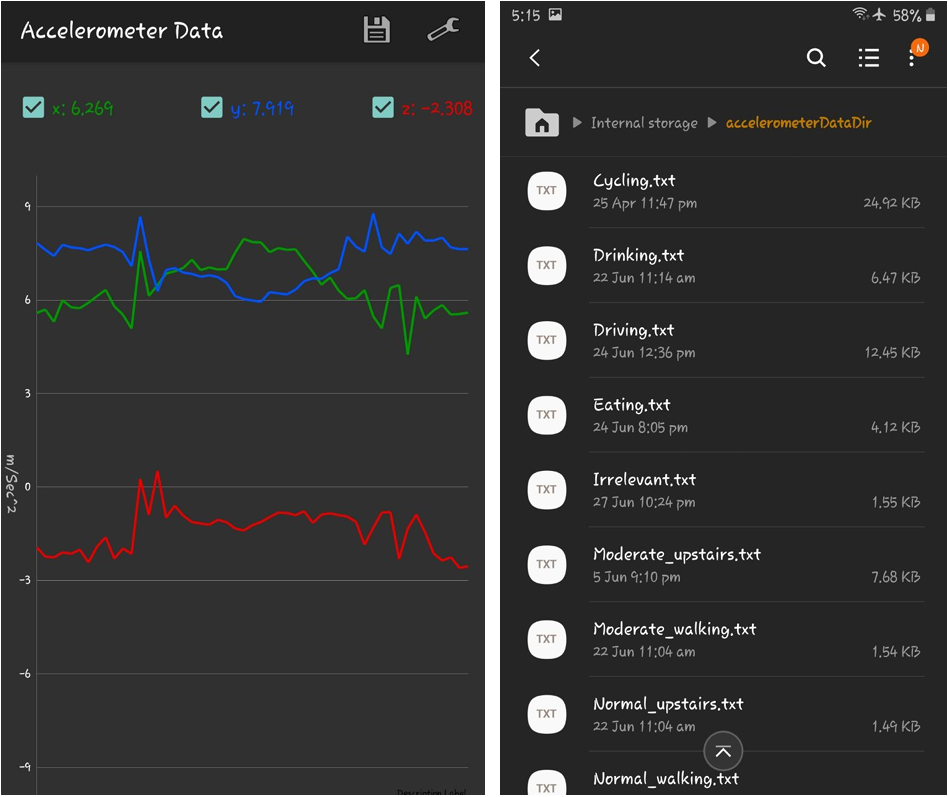 Accelerometer Data
x: 6.269
y: 7.919
z: -2.308
9
6
3
m/Sec^2
0
-3
-6
-9
Description Label
5:15
58%
N
Internal storage
accelerometerDataDir
TXT
Cycling.txt
25 Apr 11:47 pm
24.92 KB
TXT
Drinking.txt
22 Jun 11:14 am
6.47 KB
TXT
Driving.txt
24 Jun 12:36 pm
12.45 KB
TXT
Eating.txt
24 Jun 8:05 pm
4.12 KB
TXT
Irrelevant.txt
27 Jun 10:24 pm
1.55 KB
TXT
Moderate_upstairs.txt
5 Jun 9:10 pm
7.68 KB
TXT
Moderate_walking.txt
22 Jun 11:04 am
1.54 KB
TXT
Normal_upstairs.txt
22 Jun 11:04 am
1.49 KB
TXT
Normal_walking.txt